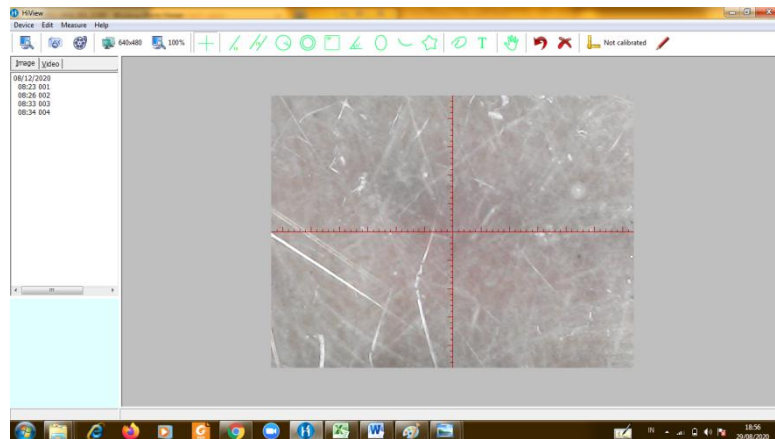 HiView
Device Edit Measure Help
640x480 100% T Not calibrated
Image Video
08/12/2020
08:23 001
08:26 002
08:33 003
08:34 004
IN 18:56
29/08/2020